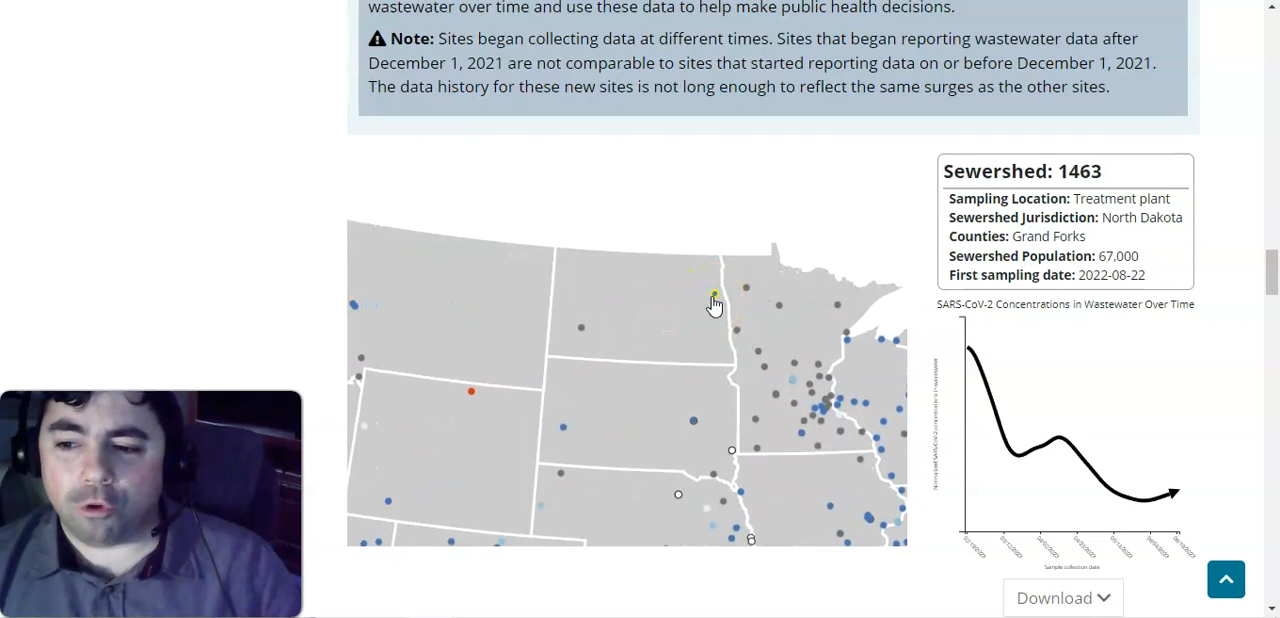 wastewater over time and use these data to help make public health decisions.
Note: Sites began collecting data at different times. Sites that began reporting wastewater data after
December 1, 2021 are not comparable to sites that started reporting data on or before December 1, 2021.
The data history for these new sites is not long enough to reflect the same surges as the other sites.
Sewershed: 1463
Sampling Location: Treatment plant
Sewershed Jurisdiction: North Dakota
Counties: Grand Forks
Sewershed Population: 67,000
First sampling date: 2022-08-22
SARS-CoV-2 Concentrations in Wastewater Over Time
Sample collection date
Download